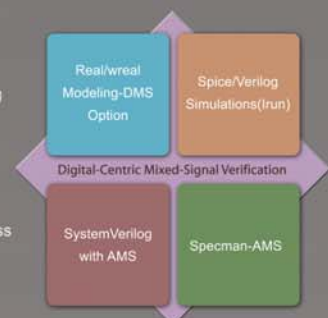 Real/wreal
Modeling-DMS
Option
Spice/Verilog
Simulations(Irun)
Digital-Centric Mixed-Signal Verification
SystemVerilog
with AMS
Specman-AMS